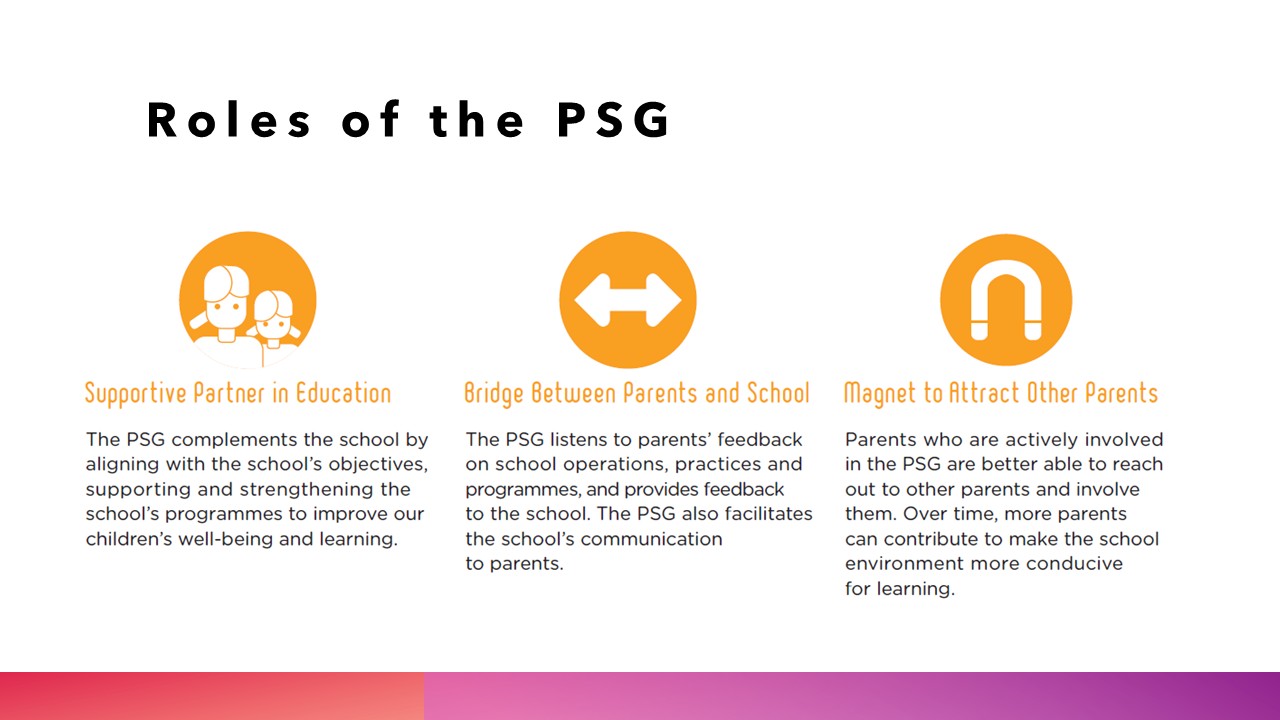 Roles of the PSG
Supportive Partner in Education
The PSG complements the school by
aligning with the school's objectives,
supporting and strengthening the
school's programmes to improve our
children's well-being and learning.
Bridge Between Parents and School
The PSG listens to parents' feedback
on school operations, practices and
programmes, and provides feedback
to the school. The PSG also facilitates
the school's communication
to parents.
Magnet to Attract Other Parents
Parents who are actively involved
in the PSG are better able to reach
out to other parents and involve
them. Over time, more parents
can contribute to make the school
environment more conducive
for learning.